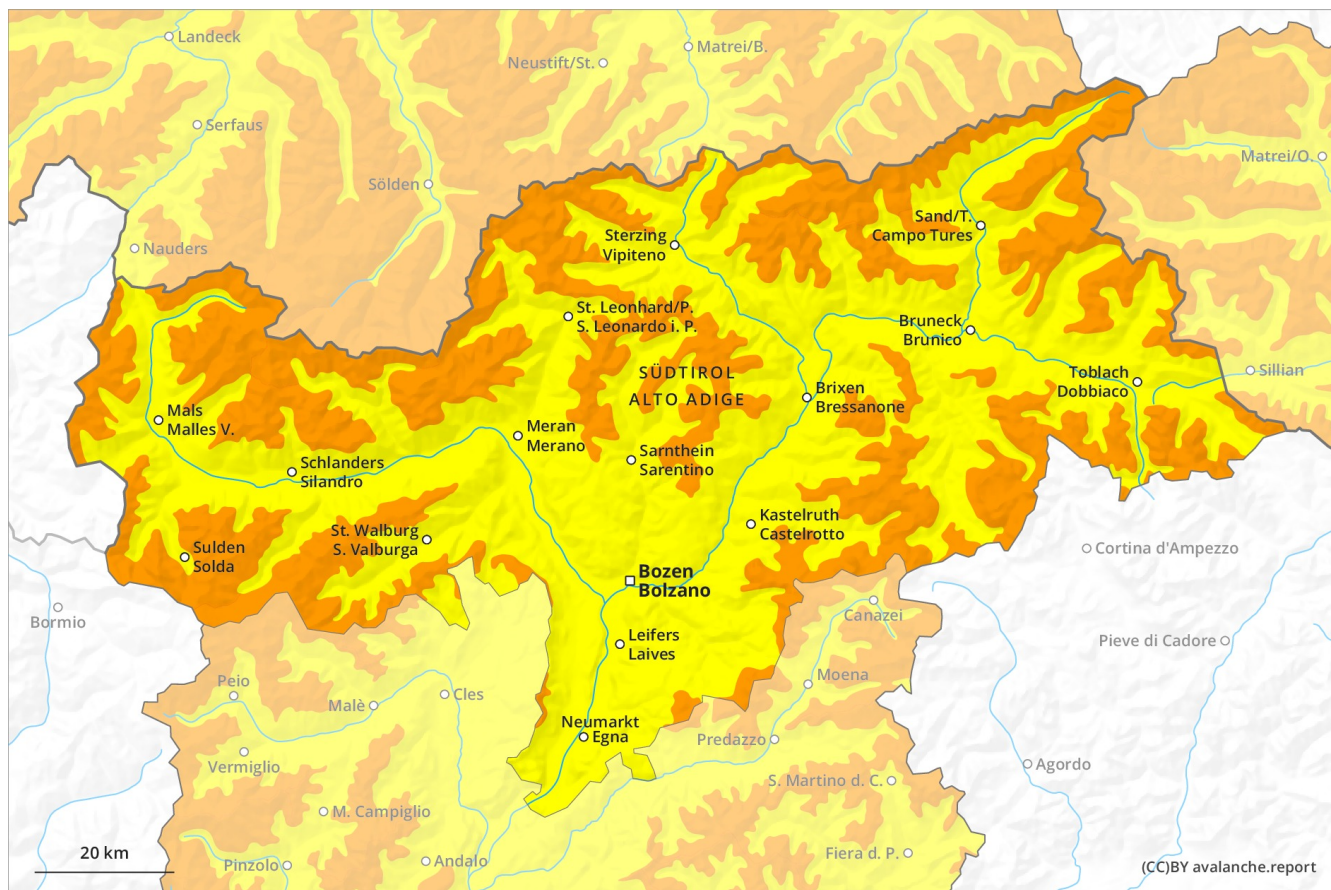 Landeck
Matrei/B.
Neustift/St.
Serfaus
Matrei/O.
Sölden
Sand/T.
Campo Tures
Sterzing
Vipiteno
Nauders
St. Leonhard/P.
S. Leonardo i. P.
Bruneck
Brunico
SÜDTIROL
ALTO ADIGE
Toblach
Dobbiaco
Sillian
Brixen
Bressanone
Mals
Malles V.
Meran
Merano
Schlanders
Silandro
Sarnthein
Sarentino
Kastelruth
Castelrotto
St. Walburg
S. Valburga
Sulden
Solda
Cortina d'Ampezzo
Bozen
Bolzano
Bormio
Canazei
Leifers
Laives
Pieve di Cadore
Peio
Moena
Malè
Cles
Neumarkt
Egna
Predazzo
Vermiglio
Agordo
S. Martino d. C.
M. Campiglio
20 km
Pinzolo
Andalo
Fiera d. P.
(CC)BY avalanche.report